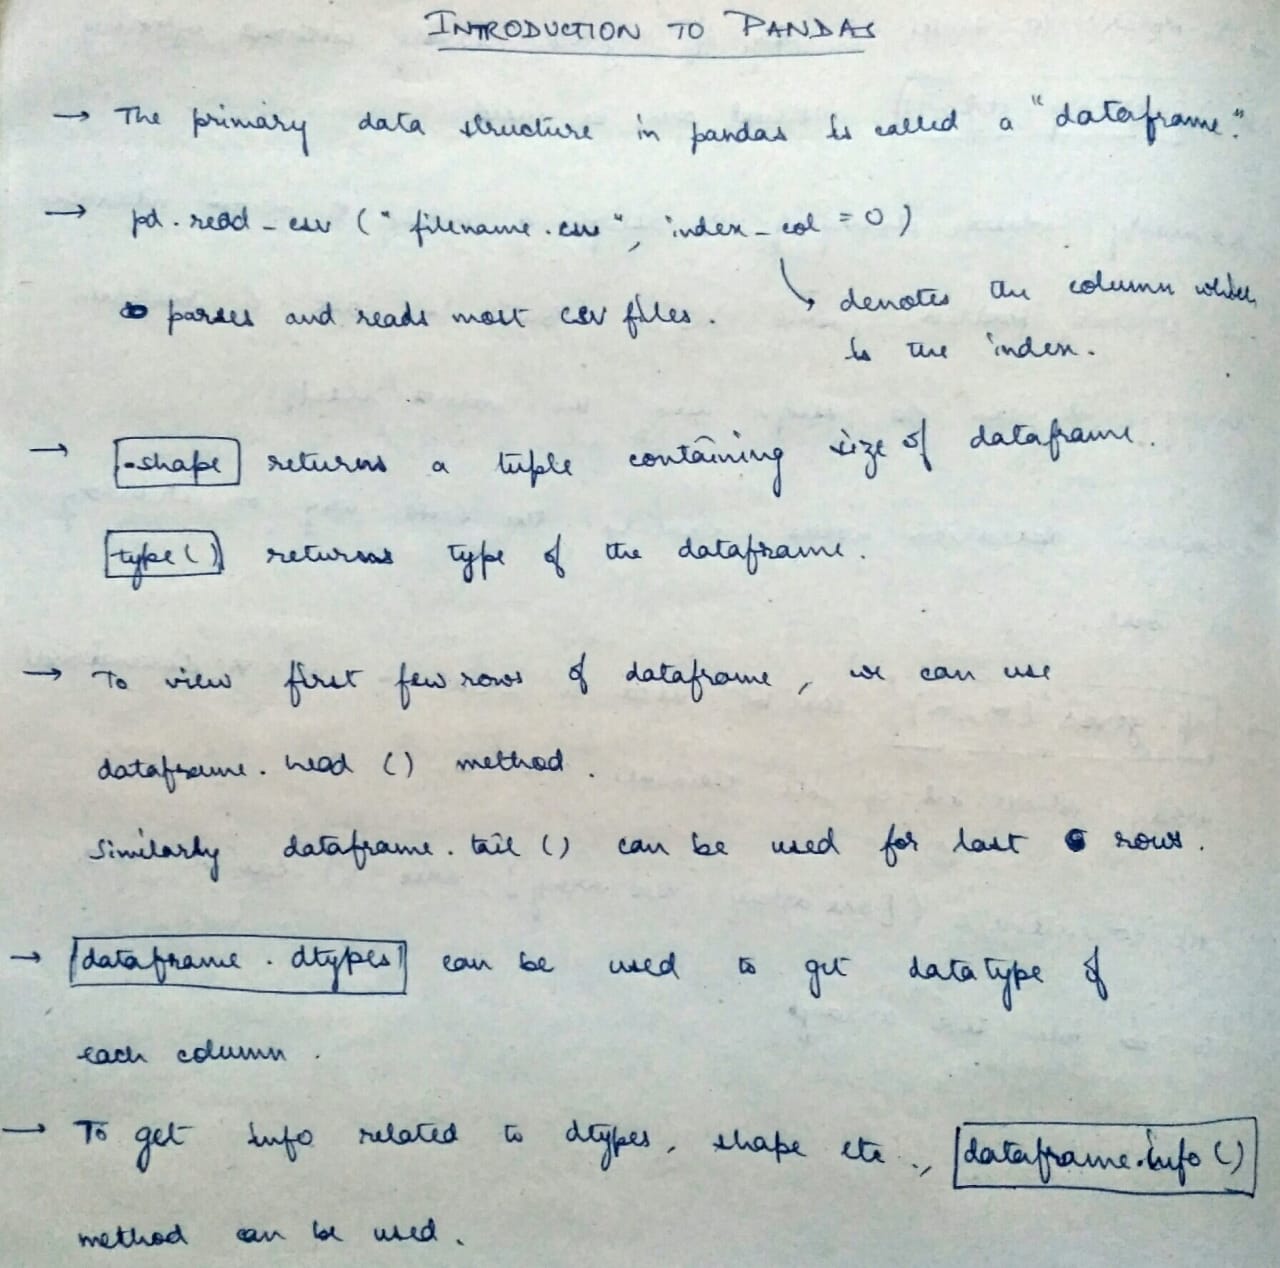 INTRODUCTION TO PANDAS
→ The primary data structure in pandas is called a "dataframe".
→ pd.read_csv ("filename.csv", index_col = 0)
parses and reads most csv files.
↘ denotes the column which
is the index.
→ .shape returns a tuple containing size of dataframe.
type() returns type of the dataframe.
→ To view first few rows of dataframe, we can use
dataframe.head () method.
Similarly dataframe.tail () can be used for last rows.
→ dataframe.dtypes can be used to get datatype of
each column.
→ To get info related to dtypes, shape etc., dataframe.info ()
method can be used.